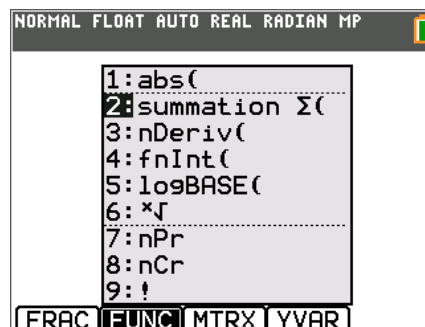 NORMAL FLOAT AUTO REAL RADIAN MP
1:abs(
2:summation Σ(
3:nDeriv(
4:fnInt(
5:logBASE(
6:ˣ√
7:nPr
8:nCr
9:!
FRAC FUNC MTRX YVAR